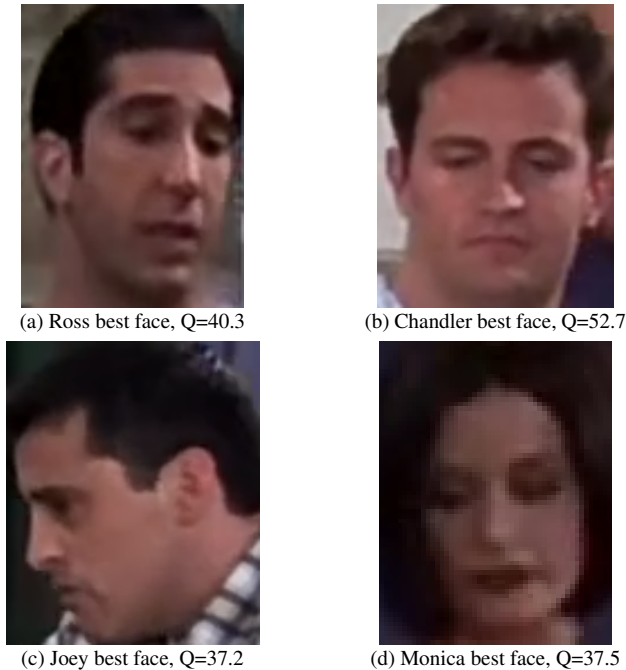 (a) Ross best face, Q=40.3
(b) Chandler best face, Q=52.7
(c) Joey best face, Q=37.2
(d) Monica best face, Q=37.5